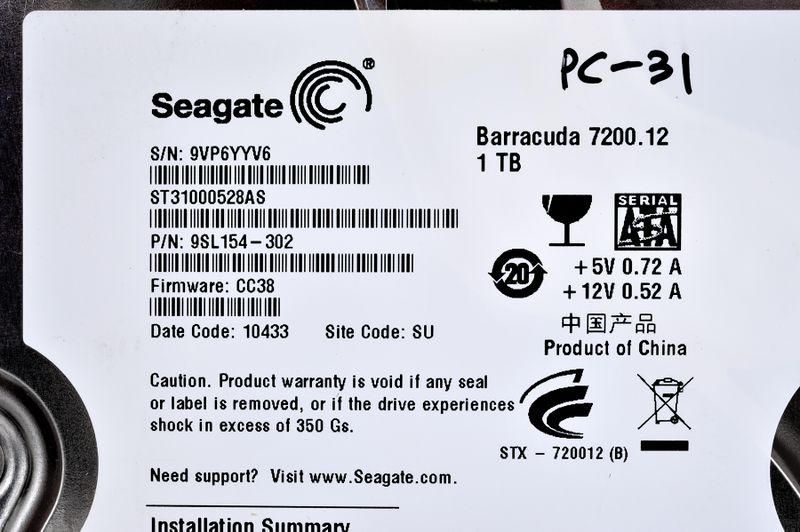 PC-31
Seagate®
Barracuda 7200.12
1 TB
S/N: 9VP6YYV6
ST31000528AS
P/N: 9SL154-302
Firmware: CC38
Date Code: 10433 Site Code: SU
SERIAL
ATA
20
+5V 0.72 A
+12V 0.52 A
中国产品
Product of China
Caution. Product warranty is void if any seal
or label is removed, or if the drive experiences
shock in excess of 350 Gs.
STX - 720012 (B)
Need support? Visit www.Seagate.com.
Installation Summary